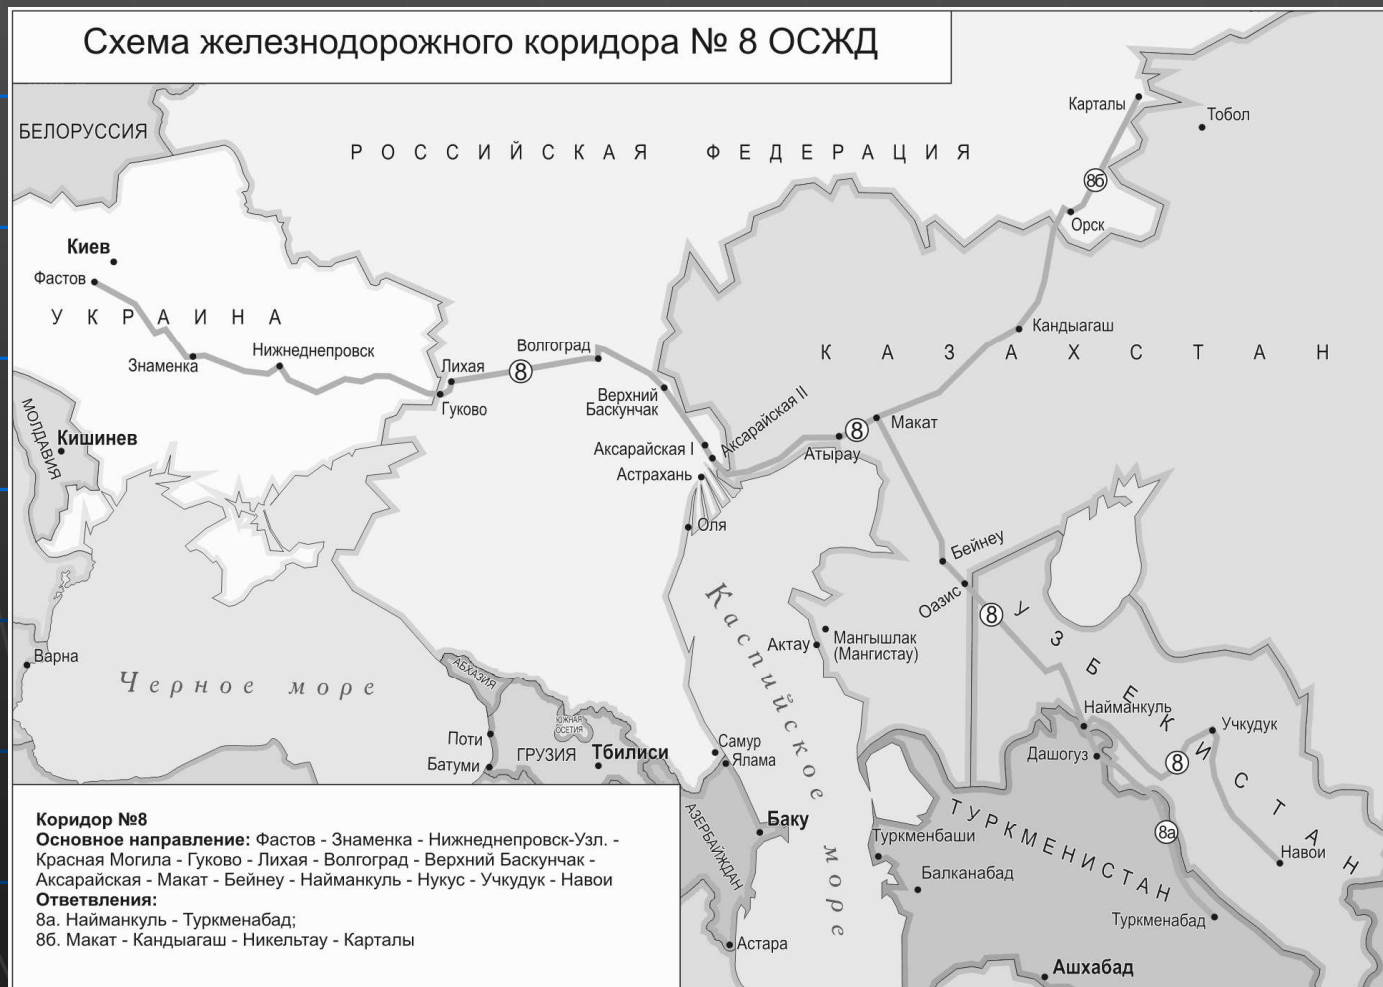 Схема железнодорожного коридора № 8 ОСЖД
БЕЛОРУССИЯ
РОССИЙСКАЯ ФЕДЕРАЦИЯ
Карталы
Тобол
8б
Орск
Киев
Фастов
УКРАИНА
Знаменка
Нижнеднепровск
Лихая
8
Волгоград
Гуково
Верхний
Баскунчак
КАЗАХСТАН
Кандыагаш
МОЛДАВИЯ
Кишинев
Аксарайская I
Аксарайская II
Астрахань
Атырау
8
Макат
Оля
Бейнеу
Оазис
8
УЗБЕКИСТАН
Каспийское море
Актау
Мангышлак
(Мангистау)
Варна
Черное море
АБХАЗИЯ
ЮЖНАЯ
ОСЕТИЯ
Поти
Батуми
ГРУЗИЯ
Тбилиси
Самур
Ялама
Найманкуль
Учкудук
Дашогуз
8
8а
Навои
АЗЕРБАЙДЖАН
Баку
Туркменбаши
ТУРКМЕНИСТАН
Балканабад
Туркменабад
Астара
Ашхабад
Коридор №8
Основное направление: Фастов - Знаменка - Нижнеднепровск-Узл. -
Красная Могила - Гуково - Лихая - Волгоград - Верхний Баскунчак -
Аксарайская - Макат - Бейнеу - Найманкуль - Нукус - Учкудук - Навои
Ответвления:
8а. Найманкуль - Туркменабад;
8б. Макат - Кандыагаш - Никельтау - Карталы